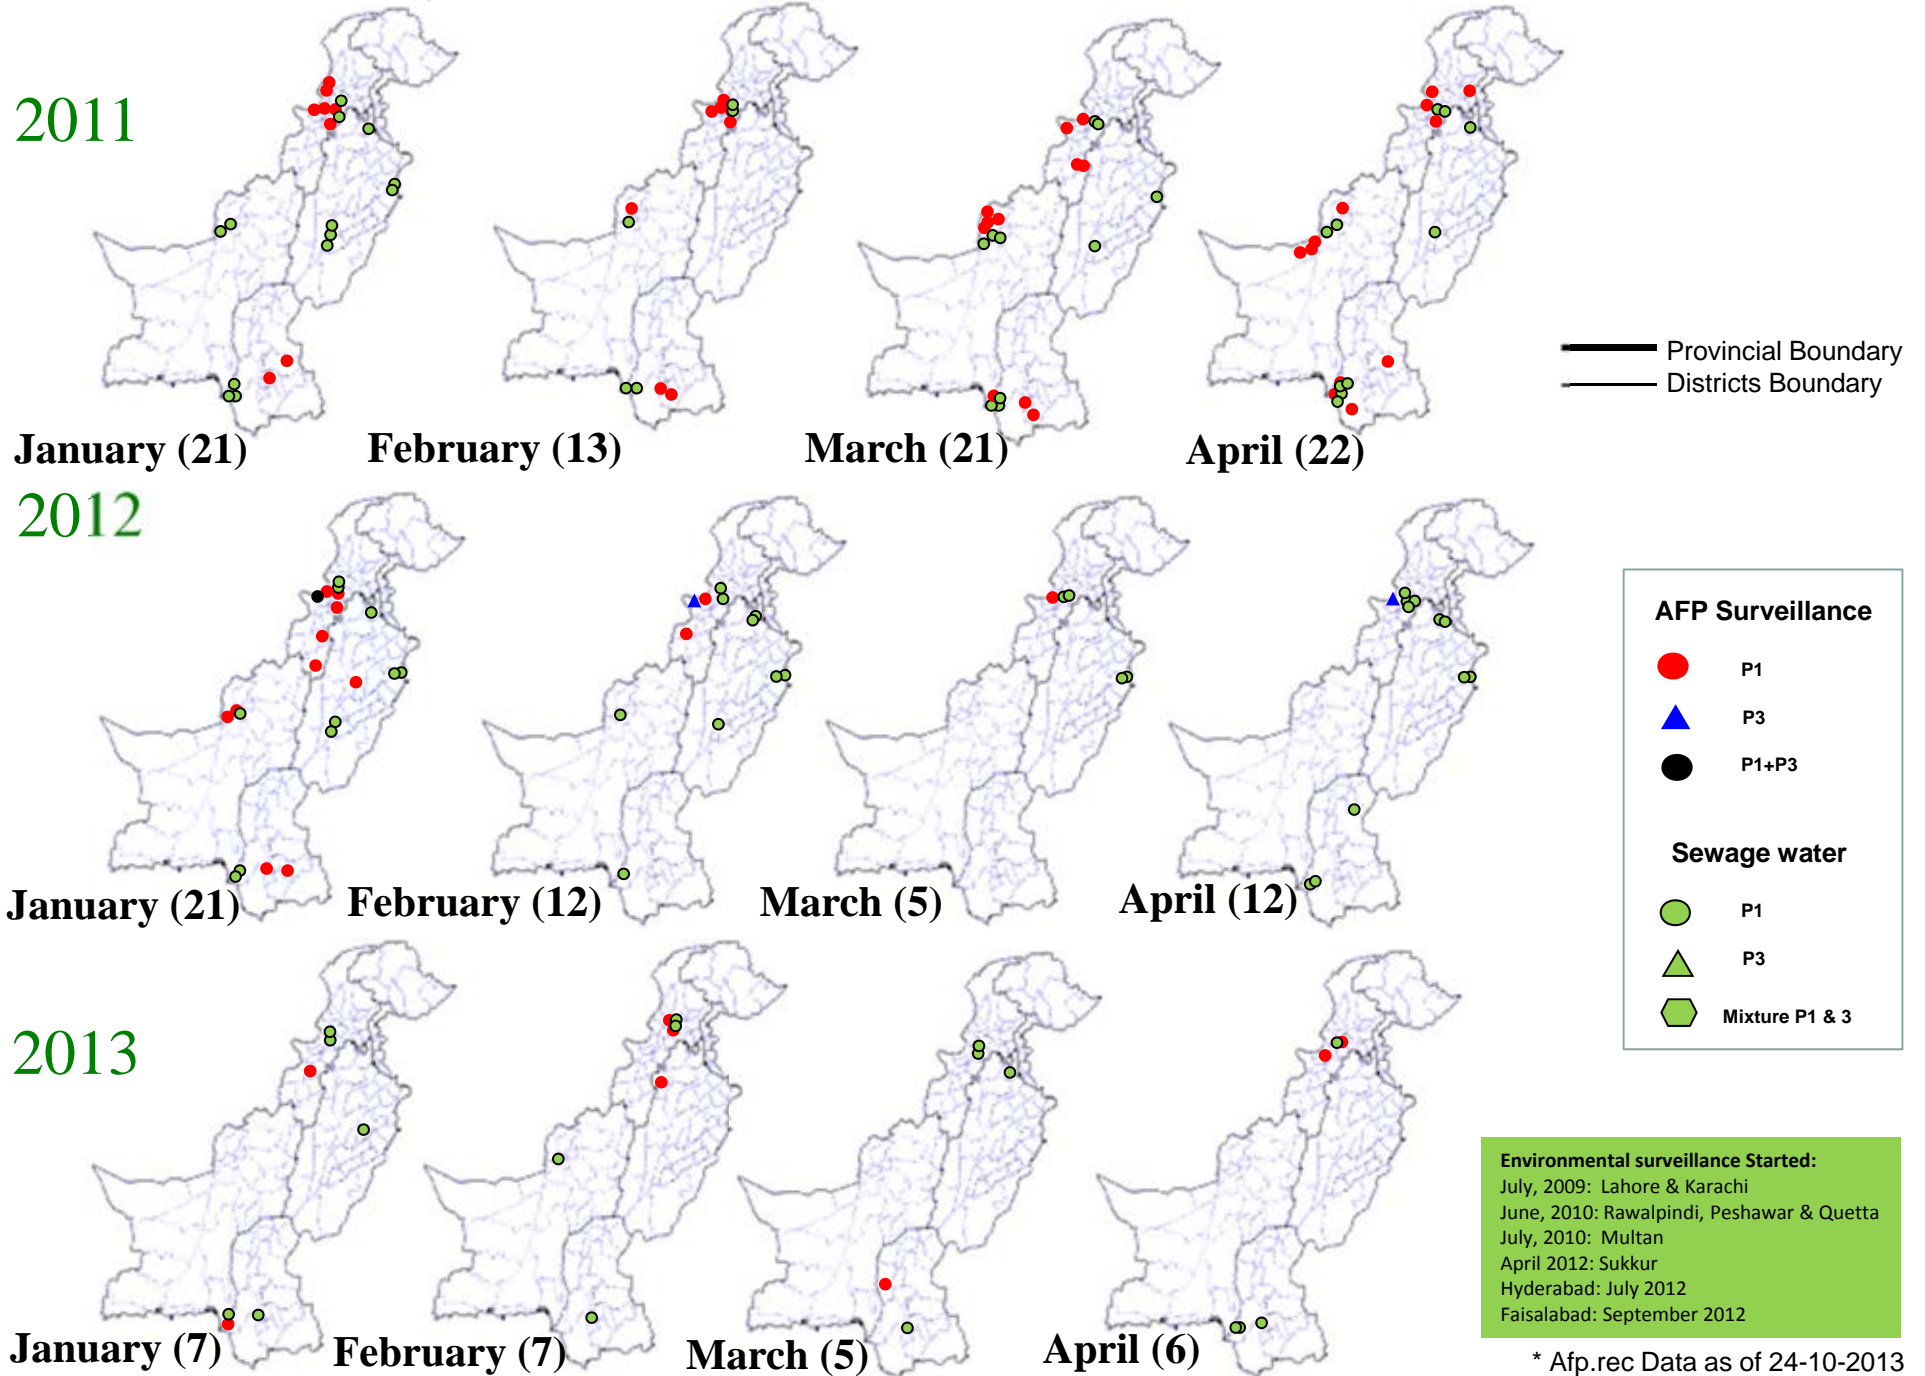 2011
January (21)
February (13)
March (21)
April (22)
Provincial Boundary
Districts Boundary
2012
January (21)
February (12)
March (5)
April (12)
AFP Surveillance
P1
P3
P1+P3
Sewage water
P1
P3
Mixture P1 & 3
2013
January (7)
February (7)
March (5)
April (6)
Environmental surveillance Started:
July, 2009: Lahore & Karachi
June, 2010: Rawalpindi, Peshawar & Quetta
July, 2010: Multan
April 2012: Sukkur
Hyderabad: July 2012
Faisalabad: September 2012
* Afp.rec Data as of 24-10-2013